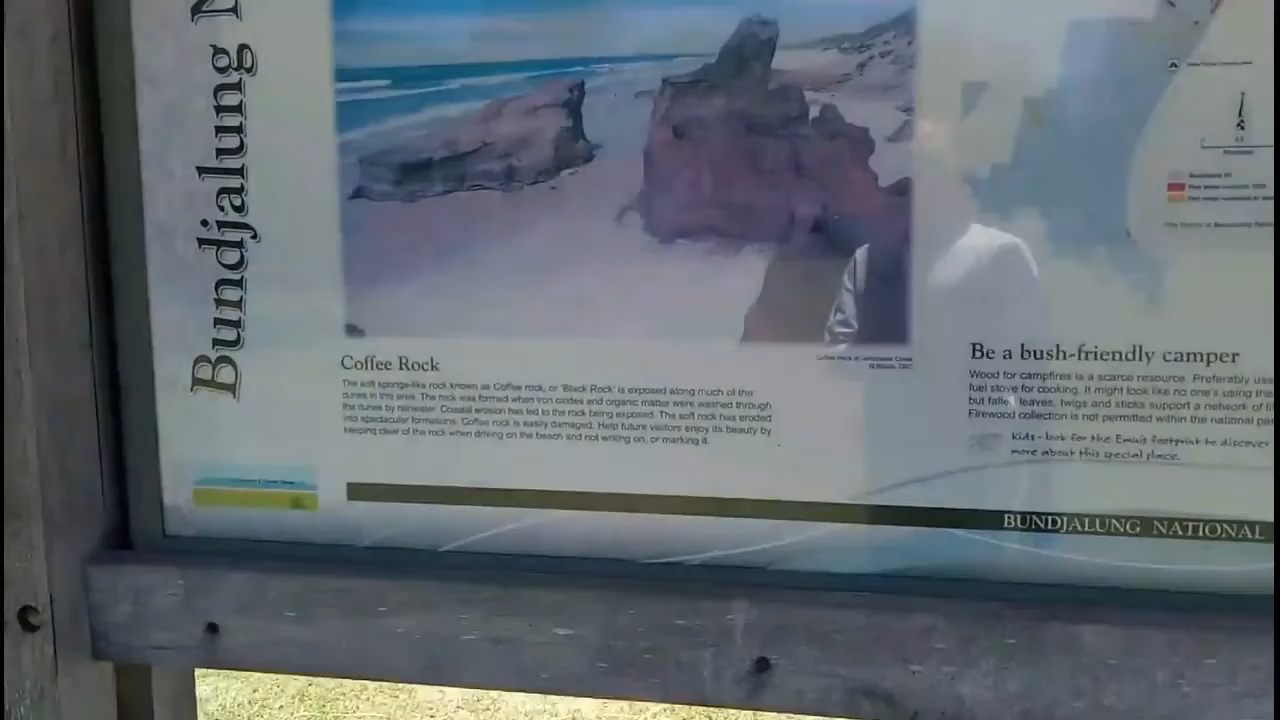 Bundjalung
Coffee Rock
The soft sponge-like rock known as Coffee rock, or 'Black Rock' is exposed along much of the
dunes in this area. The rock was formed when iron oxides and organic matter were washed through
the dunes by rainwater. Coastal erosion has led to the rock being exposed. The soft rock has eroded
into spectacular formations. Coffee rock is easily damaged. Help future visitors enjoy its beauty by
keeping clear of the rock when driving on the beach and not writing on, or marking it.
Be a bush-friendly camper
Wood for campfires is a scarce resource. Preferably use
fuel stove for cooking. It might look like no one's using the
but fallen leaves, twigs and sticks support a network of
Firewood collection is not permitted within the national
Kids - look for the Emu's footprint to discover
more about this special place.
BUNDJALUNG NATIONAL